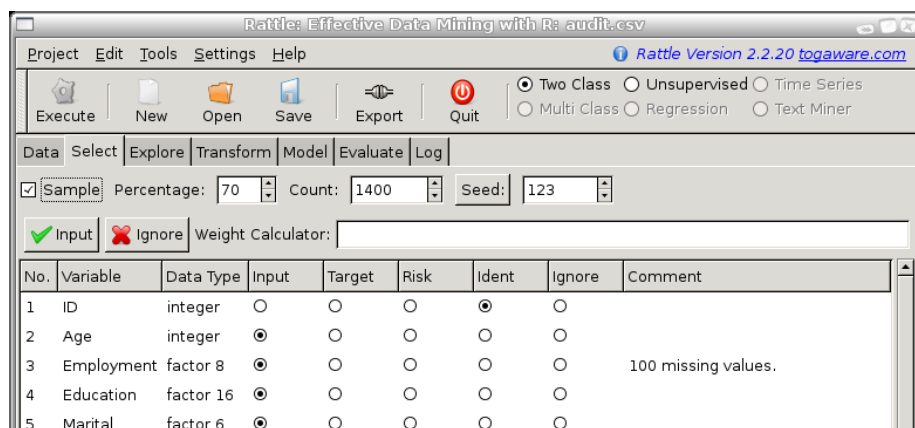 Rattle: Effective Data Mining with R: audit.csv
Project Edit Tools Settings Help Rattle Version 2.2.20 togaware.com
Execute New Open Save Export Quit Two Class Unsupervised Time Series
Multi Class Regression Text Miner
Data Select Explore Transform Model Evaluate Log
Sample Percentage: 70 Count: 1400 Seed: 123
Input Ignore Weight Calculator:
No. Variable Data Type Input Target Risk Ident Ignore Comment
1 ID integer
2 Age integer
3 Employment factor 8 100 missing values.
4 Education factor 16
5 Marital factor 6